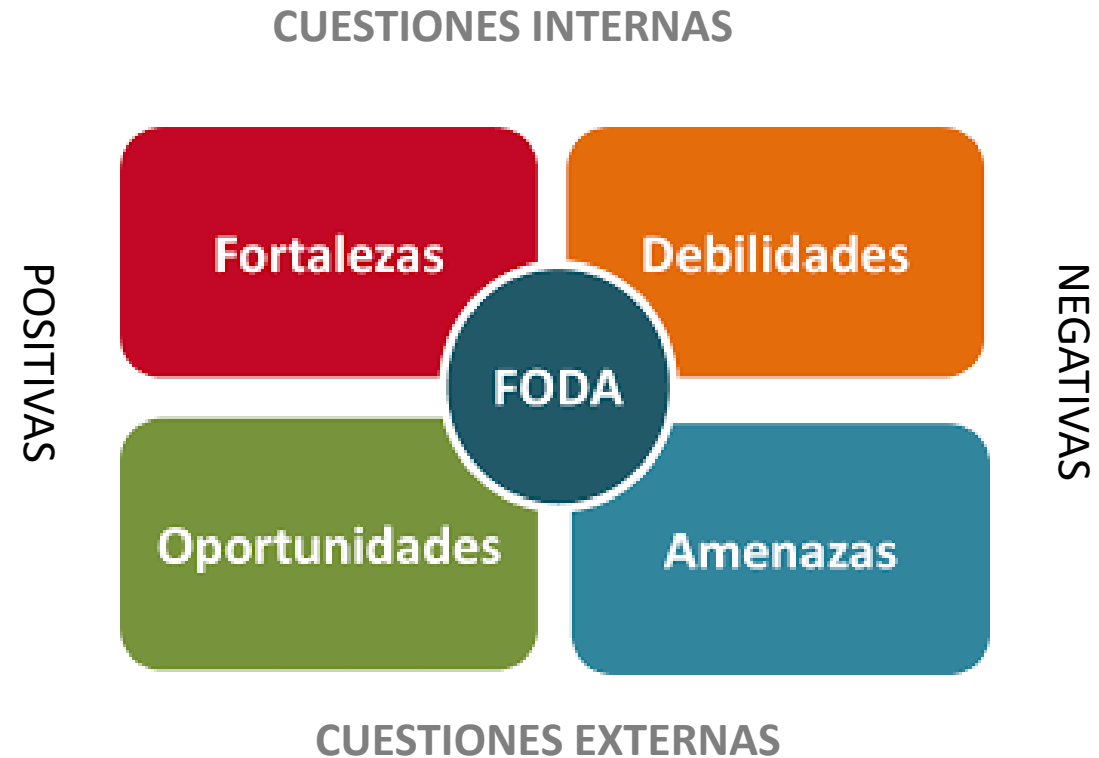 CUESTIONES INTERNAS
Fortalezas
Debilidades
POSITIVAS
FODA
NEGATIVAS
Oportunidades
Amenazas
CUESTIONES EXTERNAS